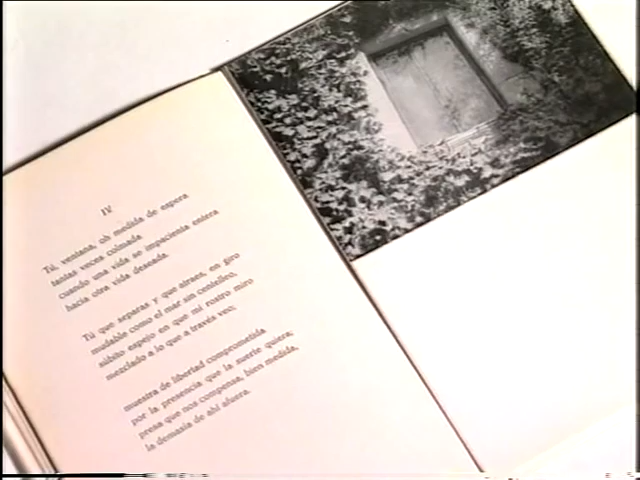 IV
Tú, ventana, oh medida de espera
tantas veces colmada
cuando una vida se impacienta entera
hacia otra vida deseada.
Tú que separas y que atraes, en giro
mudable como el mar sin centelleo,
súbito espejo en que mi rostro miro
mezclado a lo que a través veo;
muestra de libertad comprometida
por la presencia que la suerte quiera;
presa que nos compensa, bien medida,
la demasía de ahí afuera.